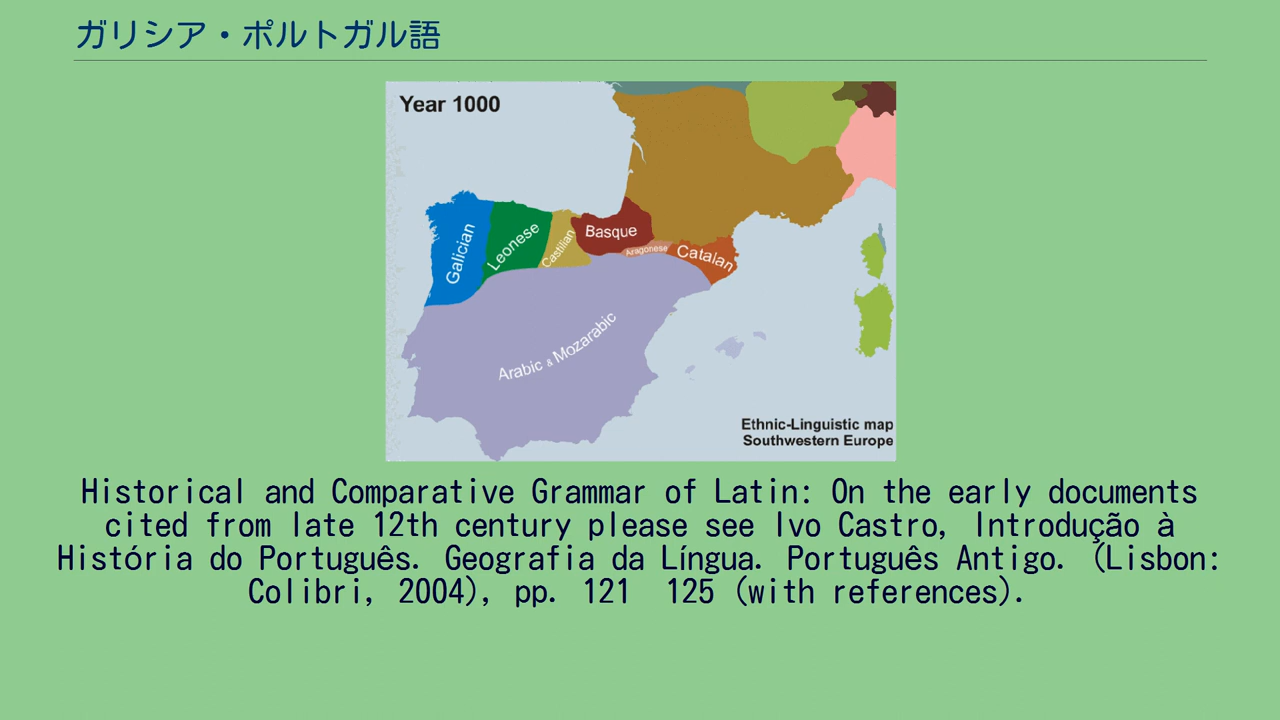 ガリシア・ポルトガル語
Year 1000
Galician
Leonese
Castilian
Basque
Aragonese
Catalan
Arabic & Mozarabic
Ethnic-Linguistic map
Southwestern Europe
Historical and Comparative Grammar of Latin: On the early documents
cited from late 12th century please see Ivo Castro, Introdução à
História do Português. Geografia da Língua. Português Antigo. (Lisbon:
Colibri, 2004), pp. 121 125 (with references).